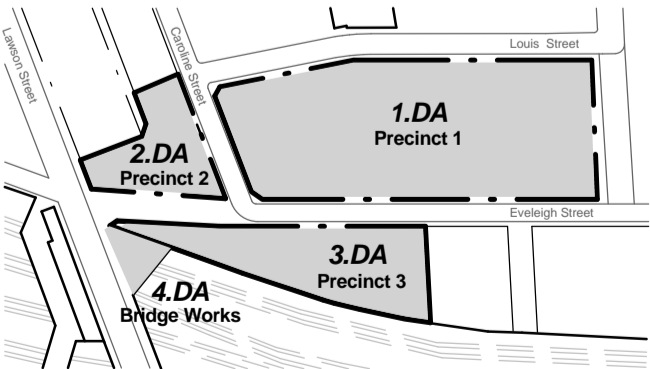 Lawson Street
Caroline Street
Louis Street
1.DA
Precinct 1
2.DA
Precinct 2
Eveleigh Street
3.DA
Precinct 3
4.DA
Bridge Works